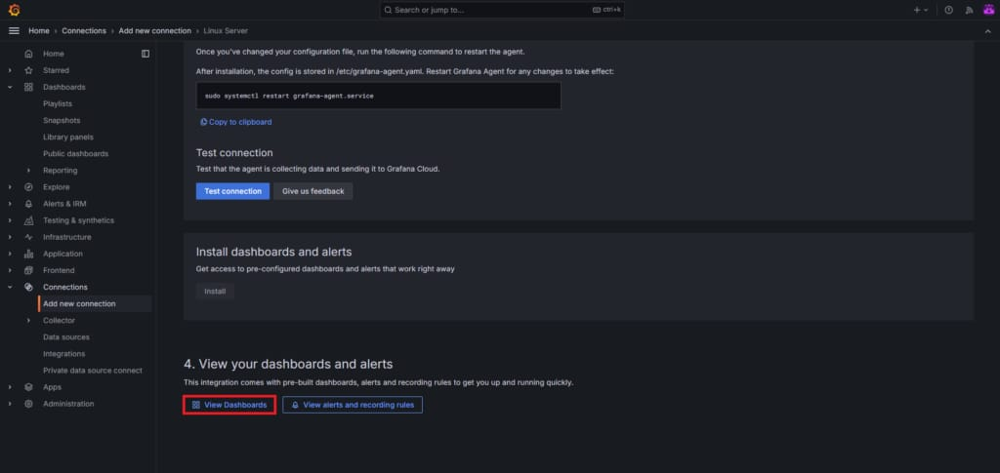 Search or jump to...
ctrl+k
Home > Connections > Add new connection > Linux Server
Home
Starred
Dashboards
Playlists
Snapshots
Library panels
Public dashboards
Reporting
Explore
Alerts & IRM
Testing & synthetics
Infrastructure
Application
Frontend
Connections
Add new connection
Collector
Data sources
Integrations
Private data source connect
Apps
Administration
Once you've changed your configuration file, run the following command to restart the agent.
After installation, the config is stored in /etc/grafana-agent.yaml. Restart Grafana Agent for any changes to take effect:
sudo systemctl restart grafana-agent.service
Copy to clipboard
Test connection
Test that the agent is collecting data and sending it to Grafana Cloud.
Test connection
Give us feedback
Install dashboards and alerts
Get access to pre-configured dashboards and alerts that work right away
Install
4. View your dashboards and alerts
This integration comes with pre-built dashboards, alerts and recording rules to get you up and running quickly.
View Dashboards
View alerts and recording rules